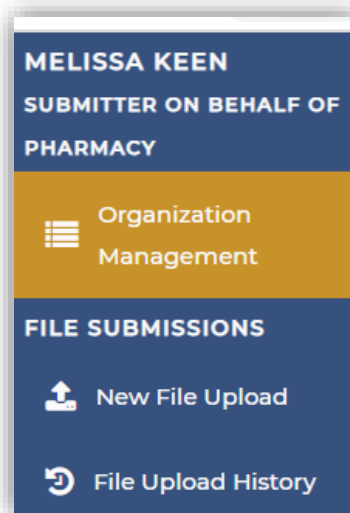 MELISSA KEEN
SUBMITTER ON BEHALF OF
PHARMACY
Organization
Management
FILE SUBMISSIONS
New File Upload
File Upload History